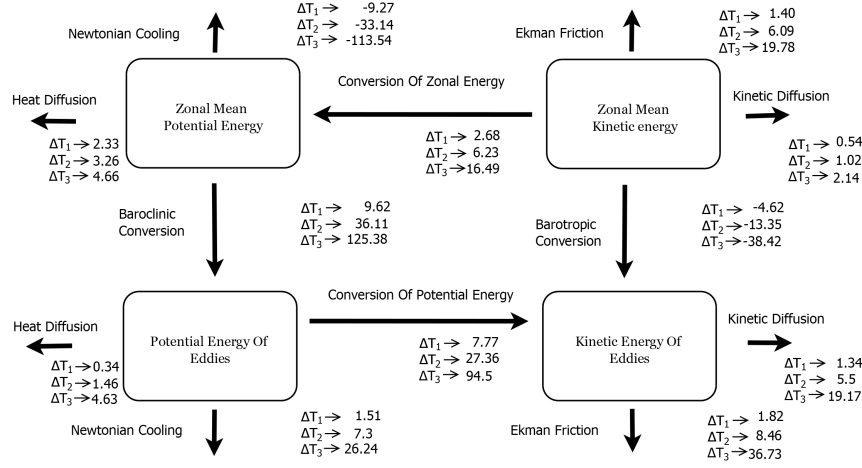 Newtonian Cooling
ΔT1 → -9.27
ΔT2 → -33.14
ΔT3 → -113.54
Ekman Friction
ΔT1 → 1.40
ΔT2 → 6.09
ΔT3 → 19.78
Heat Diffusion
ΔT1 → 2.33
ΔT2 → 3.26
ΔT3 → 4.66
Zonal Mean
Potential Energy
Conversion Of Zonal Energy
ΔT1 → 2.68
ΔT2 → 6.23
ΔT3 → 16.49
Zonal Mean
Kinetic energy
Kinetic Diffusion
ΔT1 → 0.54
ΔT2 → 1.02
ΔT3 → 2.14
Baroclinic
Conversion
ΔT1 → 9.62
ΔT2 → 36.11
ΔT3 → 125.38
Barotropic
Conversion
ΔT1 → -4.62
ΔT2 → -13.35
ΔT3 → -38.42
Heat Diffusion
ΔT1 → 0.34
ΔT2 → 1.46
ΔT3 → 4.63
Potential Energy Of
Eddies
Conversion Of Potential Energy
ΔT1 → 7.77
ΔT2 → 27.36
ΔT3 → 94.5
Kinetic Energy Of
Eddies
Kinetic Diffusion
ΔT1 → 1.34
ΔT2 → 5.5
ΔT3 → 19.17
Newtonian Cooling
ΔT1 → 1.51
ΔT2 → 7.3
ΔT3 → 26.24
Ekman Friction
ΔT1 → 1.82
ΔT2 → 8.46
ΔT3 → 36.73